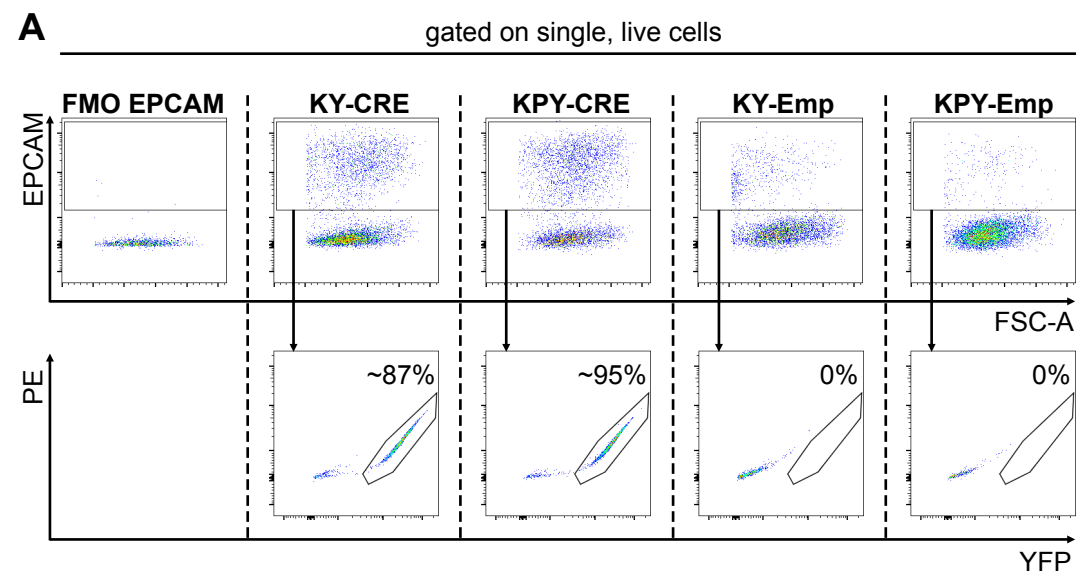 A
gated on single, live cells
FMO EPCAM
KY-CRE
KPY-CRE
KY-Emp
KPY-Emp
EPCAM
FSC-A
PE
~87%
~95%
0%
0%
YFP